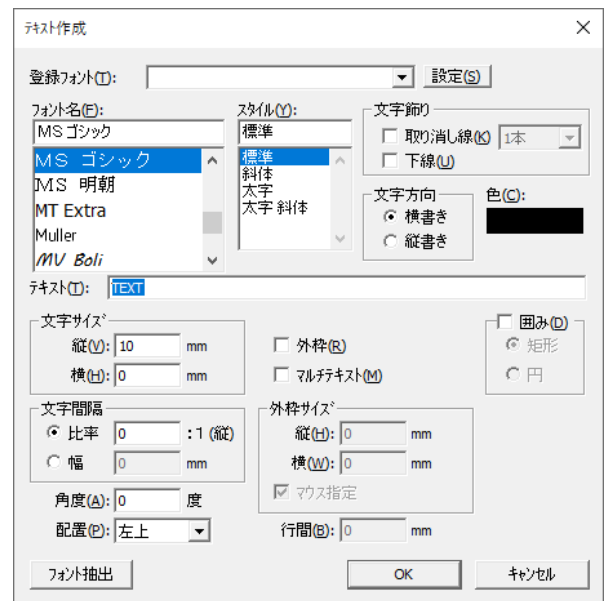 ﾃｷｽﾄ作成
登録ﾌｫﾝﾄ(T):
設定(S)
ﾌｫﾝﾄ名(F):
MS ゴシック
MS ゴシック
MS 明朝
MT Extra
Muller
MV Boli
ｽﾀｲﾙ(Y):
標準
標準
斜体
太字
太字 斜体
文字飾り
取り消し線(K) 1本
下線(U)
文字方向
横書き
縦書き
色(C):
ﾃｷｽﾄ(T): TEXT
文字ｻｲｽﾞ
縦(V): 10 mm
横(H): 0 mm
外枠(R)
ﾏﾙﾁﾃｷｽﾄ(M)
囲み(D)
矩形
円
文字間隔
比率 0 :1 (縦)
幅 0 mm
外枠ｻｲｽﾞ
縦(H): 0 mm
横(W): 0 mm
マウス指定
角度(A): 0 度
配置(P): 左上
行間(B): 0 mm
ﾌｫﾝﾄ抽出
OK
ｷｬﾝｾﾙ